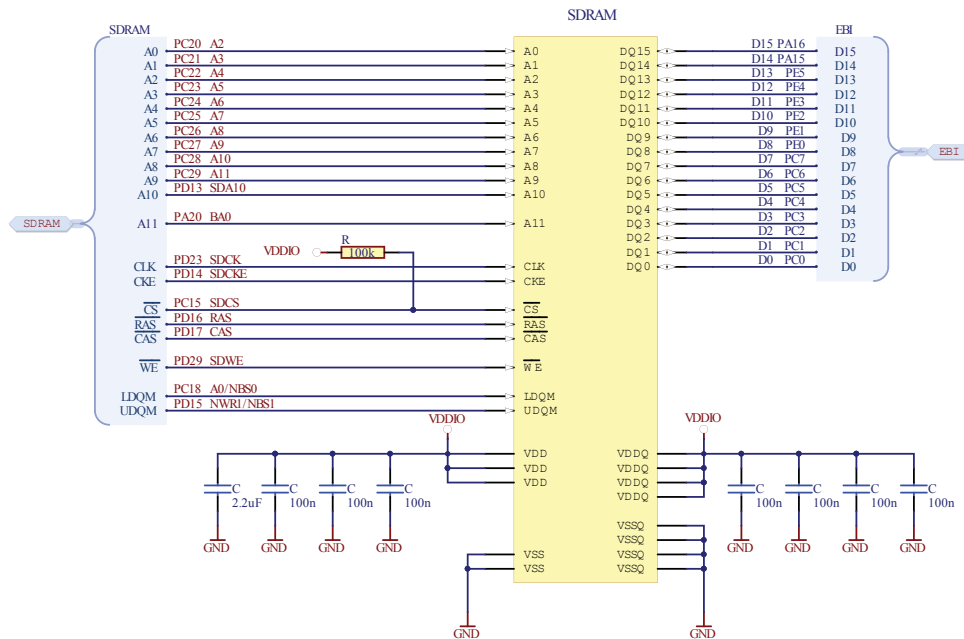 SDRAM
SDRAM EBI
A0 PC20 A2 A0 DQ15 D15 PA16 D15
A1 PC21 A3 A1 DQ14 D14 PA15 D14
A2 PC22 A4 A2 DQ13 D13 PE5 D13
A3 PC23 A5 A3 DQ12 D12 PE4 D12
A4 PC24 A6 A4 DQ11 D11 PE3 D11
A5 PC25 A7 A5 DQ10 D10 PE2 D10
A6 PC26 A8 A6 DQ9 D9 PE1 D9
A7 PC27 A9 A7 DQ8 D8 PE0 D8
A8 PC28 A10 A8 DQ7 D7 PC7 D7
A9 PC29 A11 A9 DQ6 D6 PC6 D6
A10 PD13 SDA10 A10 DQ5 D5 PC5 D5
DQ4 D4 PC4 D4
A11 PA20 BA0 A11 DQ3 D3 PC3 D3
DQ2 D2 PC2 D2
DQ1 D1 PC1 D1
CLK PD23 SDCK CLK DQ0 D0 PC0 D0
CKE PD14 SDCKE CKE
CS PC15 SDCS CS
RAS PD16 RAS RAS
CAS PD17 CAS CAS
WE PD29 SDWE WE
LDQM PC18 A0/NBS0 LDQM
UDQM PD15 NWR1/NBS1 UDQM
SDRAM
EBI
R
VDDIO 100k
VDDIO VDDIO
VDD VDDQ
VDD VDDQ
VDD VDDQ
VDDQ
C C C C C C C C
2.2uF 100n 100n 100n 100n 100n 100n 100n
GND GND GND GND GND GND GND GND
VSSQ
VSSQ
VSS VSSQ
VSS VSSQ
GND GND